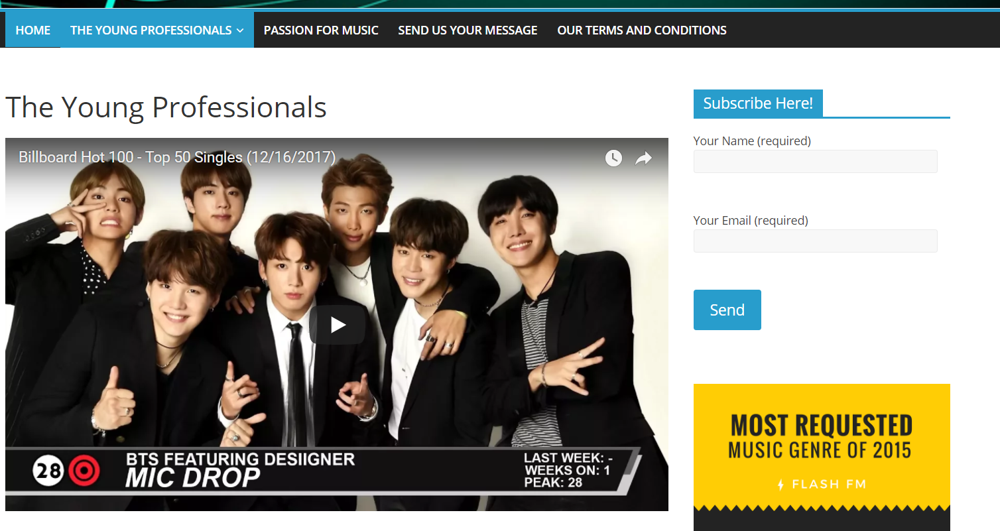 HOME
THE YOUNG PROFESSIONALS
PASSION FOR MUSIC
SEND US YOUR MESSAGE
OUR TERMS AND CONDITIONS
The Young Professionals
Billboard Hot 100 - Top 50 Singles (12/16/2017)
28
BTS FEATURING DESIIGNER
MIC DROP
LAST WEEK: -
WEEKS ON: 1
PEAK: 28
Subscribe Here!
Your Name (required)
Your Email (required)
Send
MOST REQUESTED
MUSIC GENRE OF 2015
FLASH FM